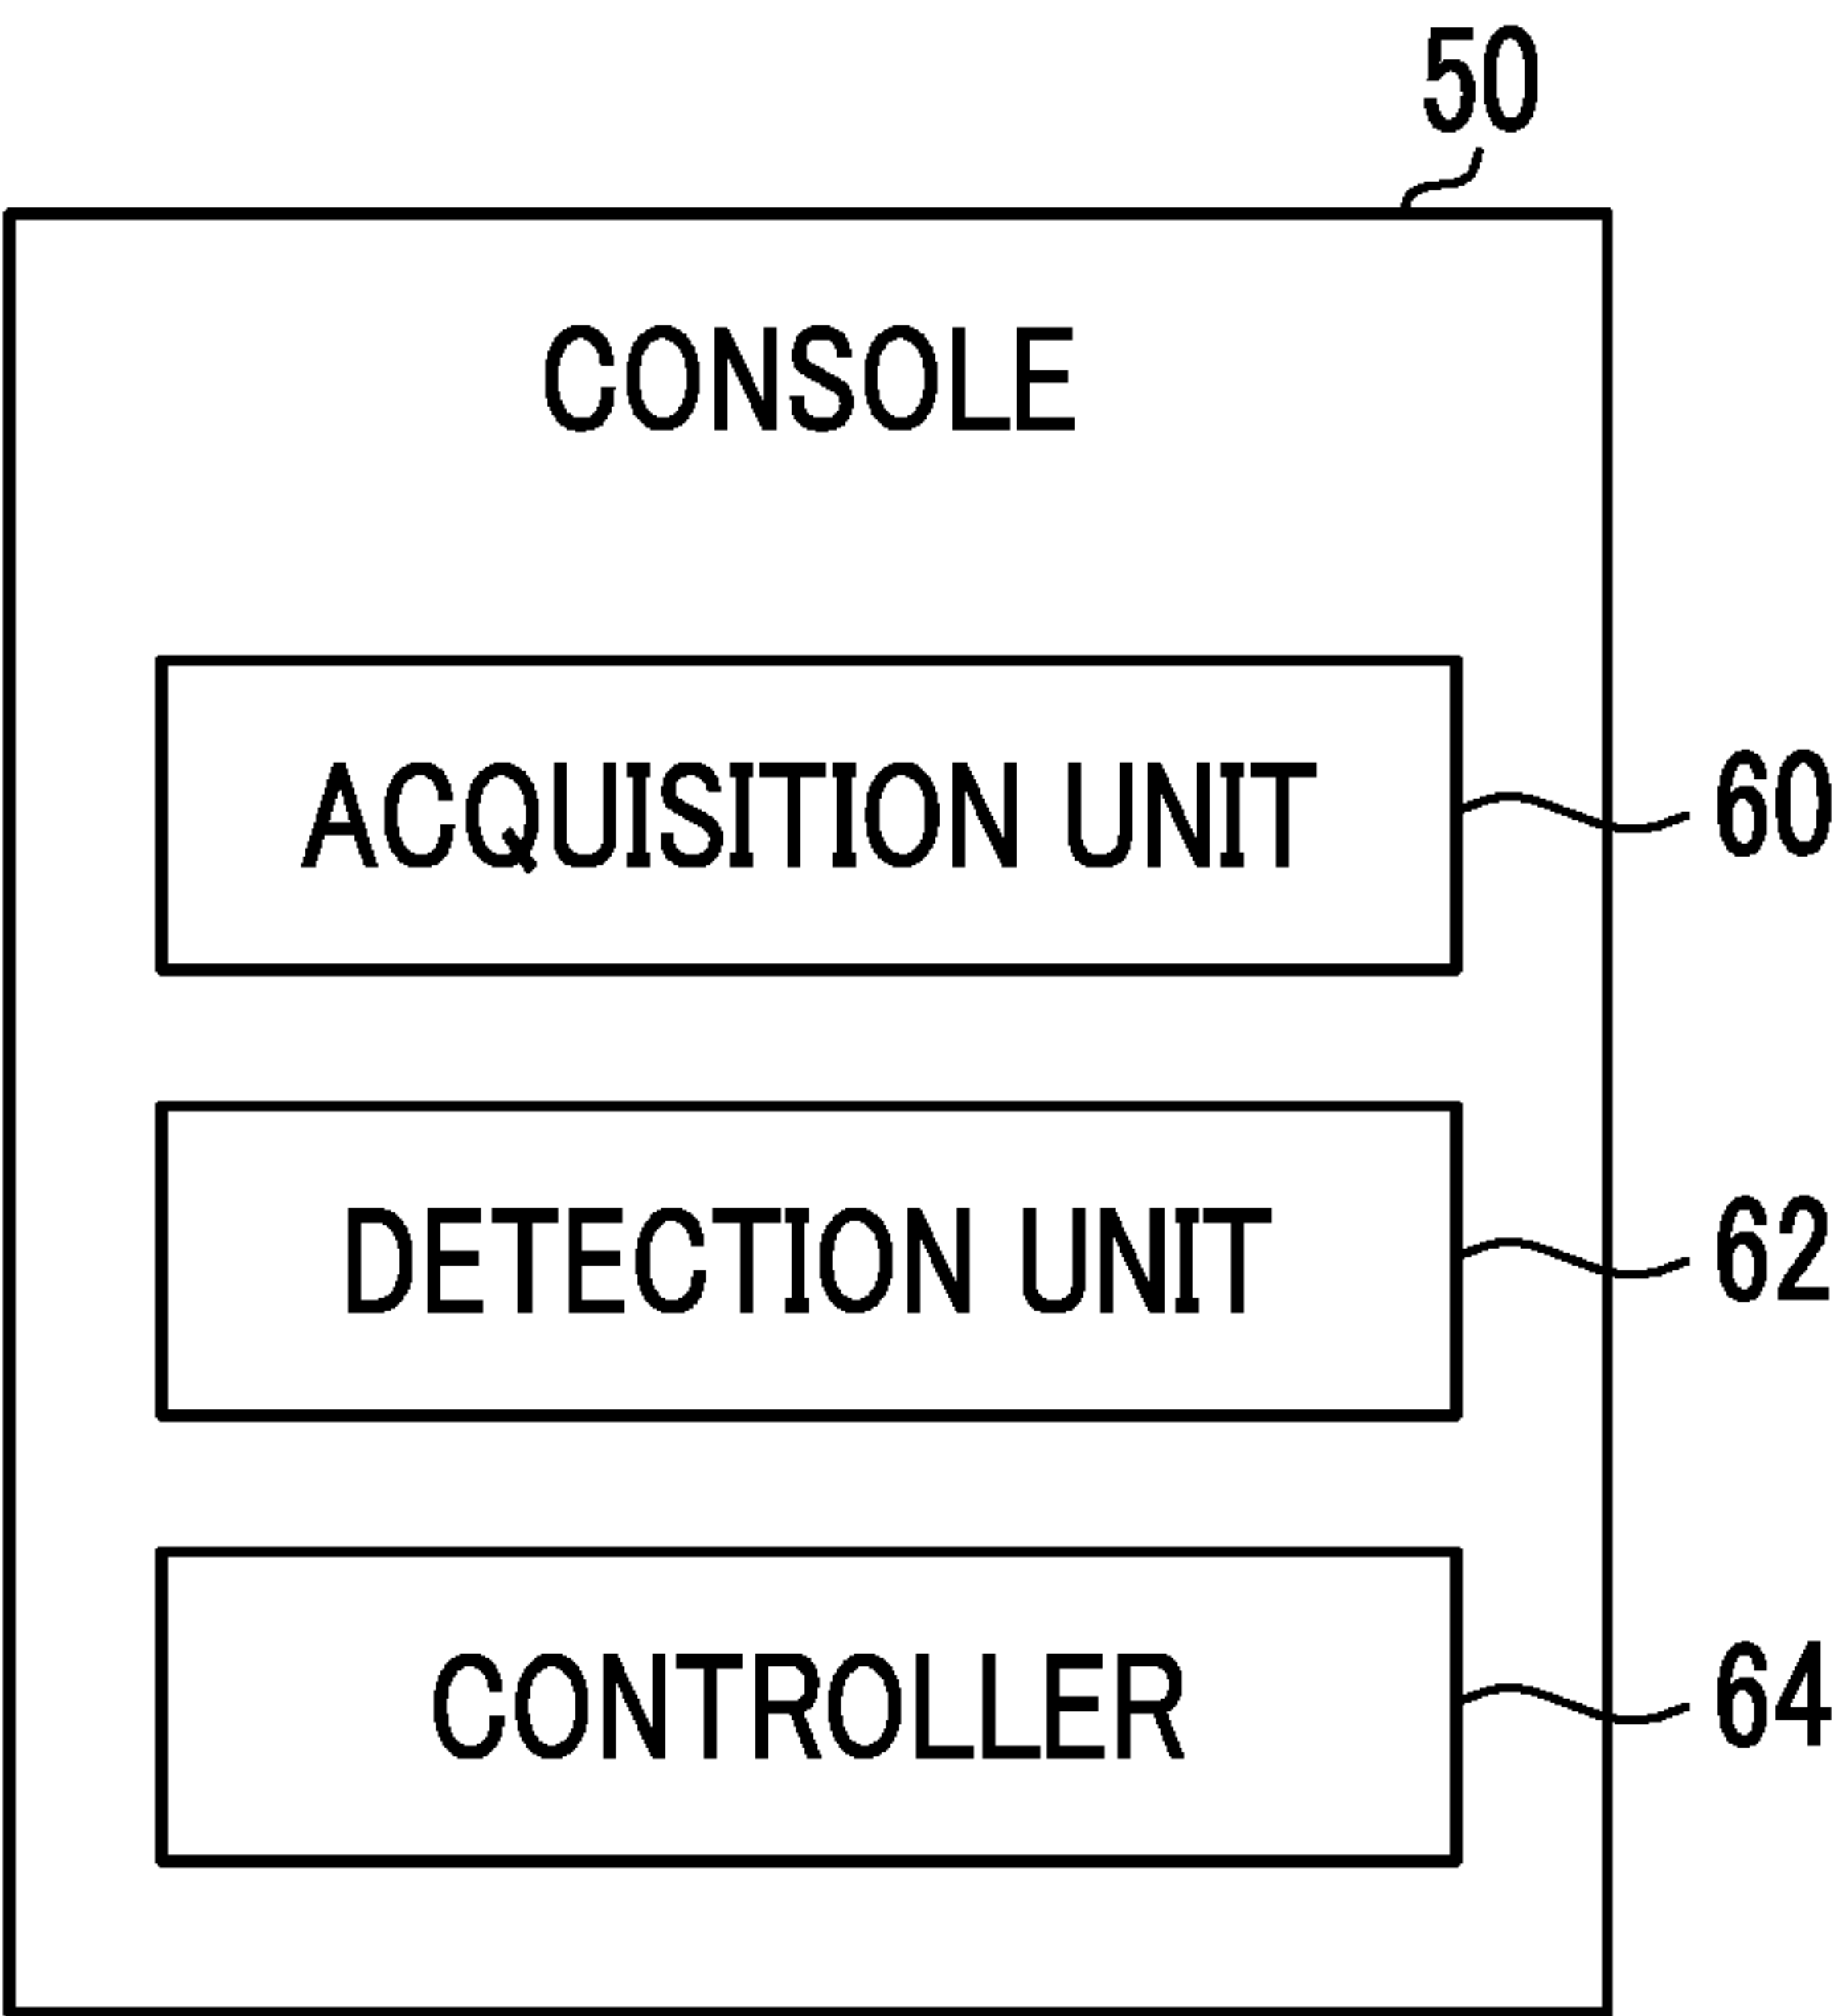 50
CONSOLE
ACQUISITION UNIT
60
DETECTION UNIT
62
CONTROLLER
64